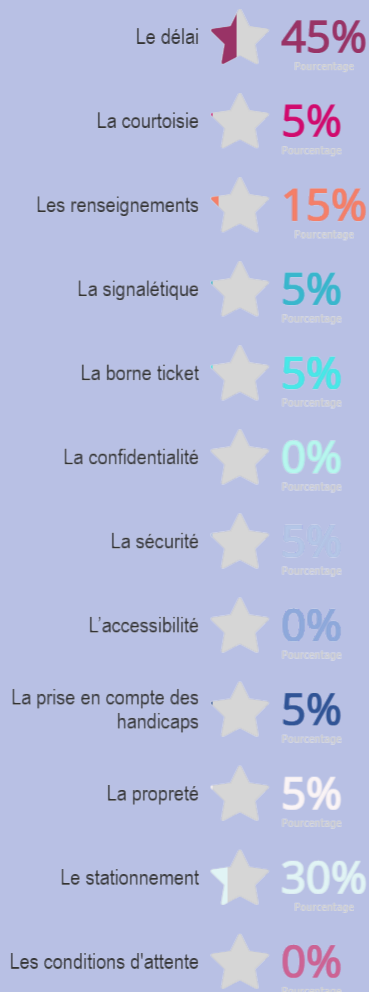 Le délai 45%
Pourcentage
La courtoisie 5%
Pourcentage
Les renseignements 15%
Pourcentage
La signalétique 5%
Pourcentage
La borne ticket 5%
Pourcentage
La confidentialité 0%
Pourcentage
La sécurité 5%
Pourcentage
L'accessibilité 0%
Pourcentage
La prise en compte des
handicaps 5%
Pourcentage
La propreté 5%
Pourcentage
Le stationnement 30%
Pourcentage
Les conditions d'attente 0%
Pourcentage